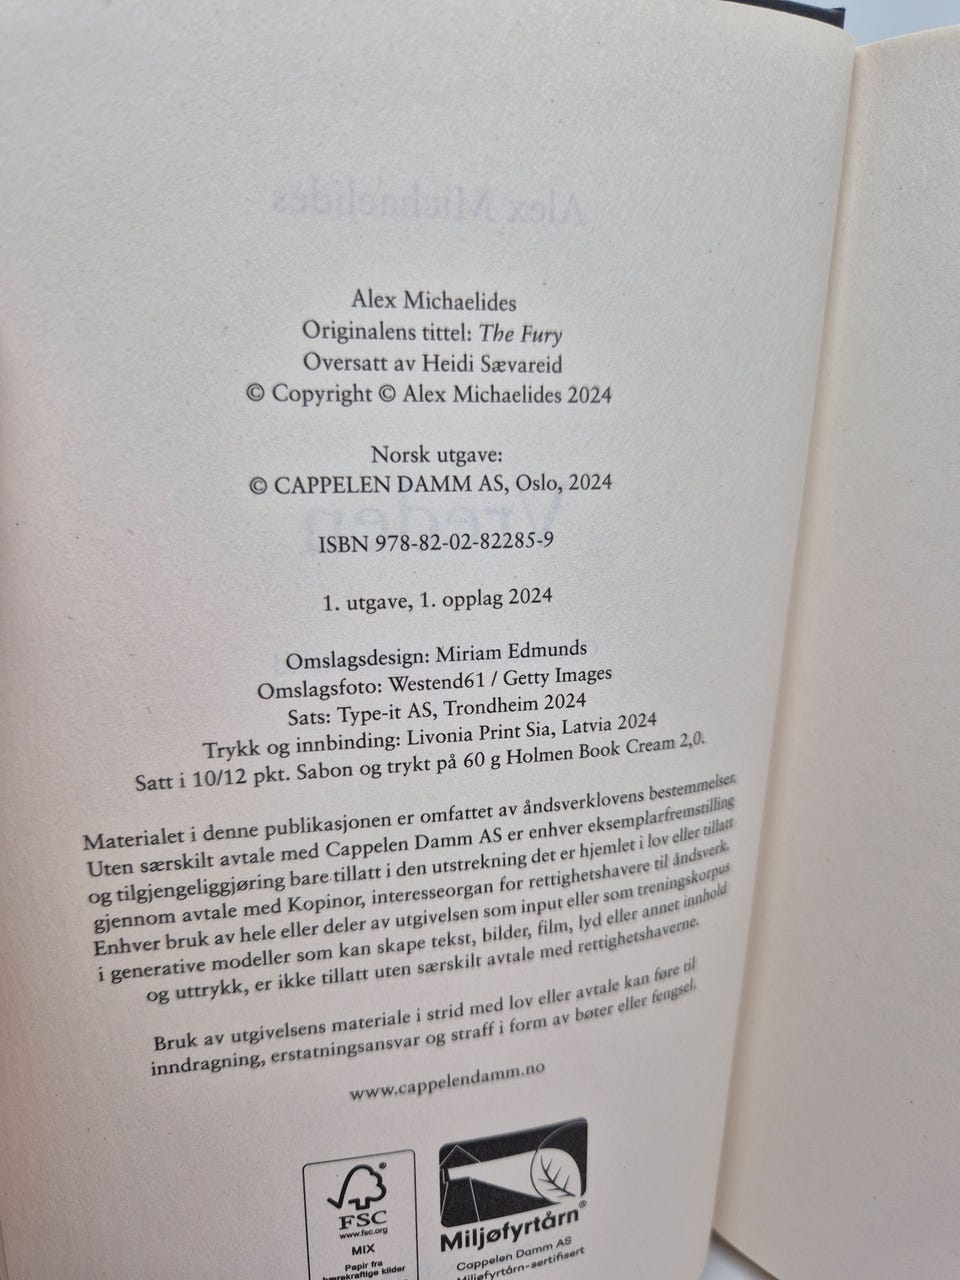 Alex Michaelides
Alex Michaelides
Originalens tittel: The Fury
Oversatt av Heidi Sævareid
© Copyright © Alex Michaelides 2024
Norsk utgave:
© CAPPELEN DAMM AS, Oslo, 2024
Vreden
ISBN 978-82-02-82285-9
1. utgave, 1. opplag 2024
Omslagsdesign: Miriam Edmunds
Omslagsfoto: Westend61 / Getty Images
Sats: Type-it AS, Trondheim 2024
Trykk og innbinding: Livonia Print Sia, Latvia 2024
Satt i 10/12 pkt. Sabon og trykt på 60 g Holmen Book Cream 2,0.
Materialet i denne publikasjonen er omfattet av åndsverklovens bestemmelser.
Uten særskilt avtale med Cappelen Damm AS er enhver eksemplarfremstilling
og tilgjengeliggjøring bare tillatt i den utstrekning det er hjemlet i lov eller tillatt
gjennom avtale med Kopinor, interesseorgan for rettighetshavere til åndsverk.
Enhver bruk av hele eller deler av utgivelsen som input eller som treningskorpus
i generative modeller som kan skape tekst, bilder, film, lyd eller annet innhold
og uttrykk, er ikke tillatt uten særskilt avtale med rettighetshaverne.
Bruk av utgivelsens materiale i strid med lov eller avtale kan føre til
inndragning, erstatningsansvar og straff i form av bøter eller fengsel.
www.cappelendamm.no
FSC®
www.fsc.org
MIX
Papir fra
bærekraftige kilder
Miljøfyrtårn®
Cappelen Damm AS
Miljøfyrtårn-sertifisert